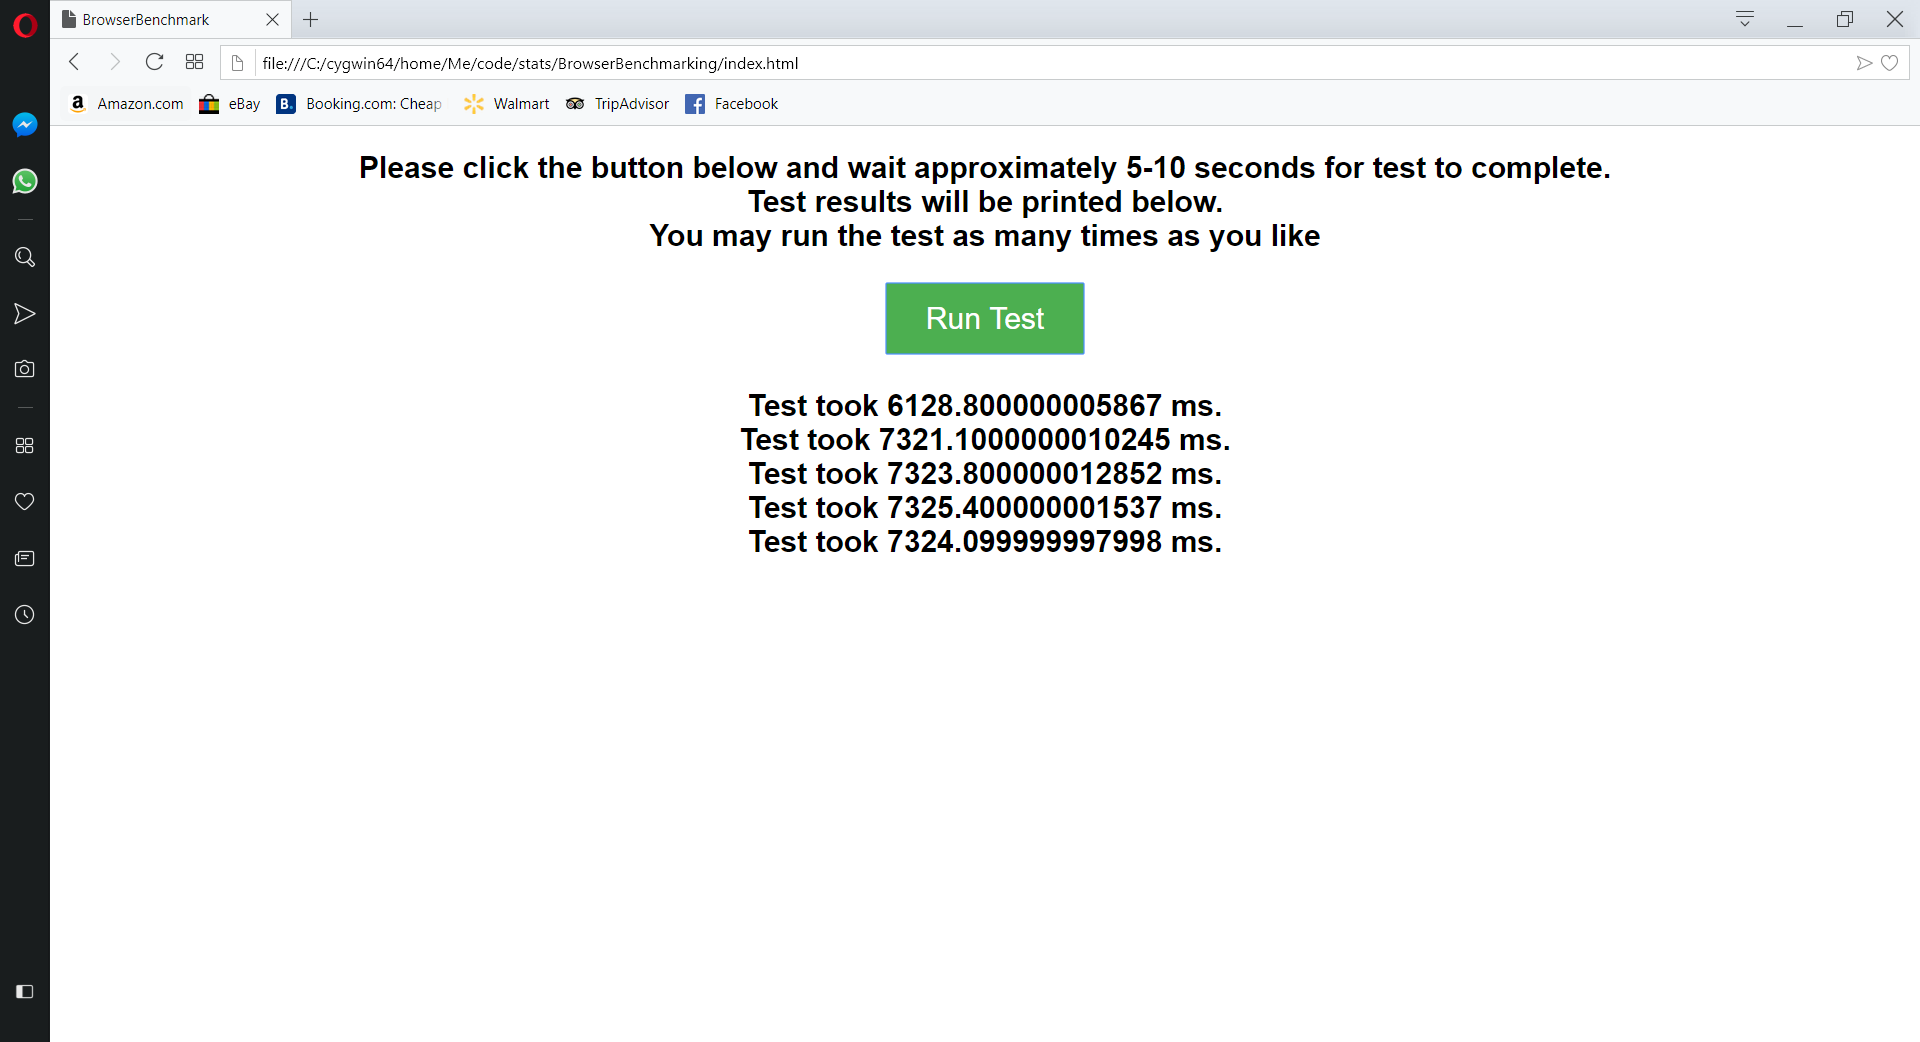 BrowserBenchmark
file:///C:/cygwin64/home/Me/code/stats/BrowserBenchmarking/index.html
Amazon.com eBay Booking.com: Cheap Walmart TripAdvisor Facebook
Please click the button below and wait approximately 5-10 seconds for test to complete.
Test results will be printed below.
You may run the test as many times as you like
Run Test
Test took 6128.800000005867 ms.
Test took 7321.1000000010245 ms.
Test took 7323.800000012852 ms.
Test took 7325.400000001537 ms.
Test took 7324.099999997998 ms.